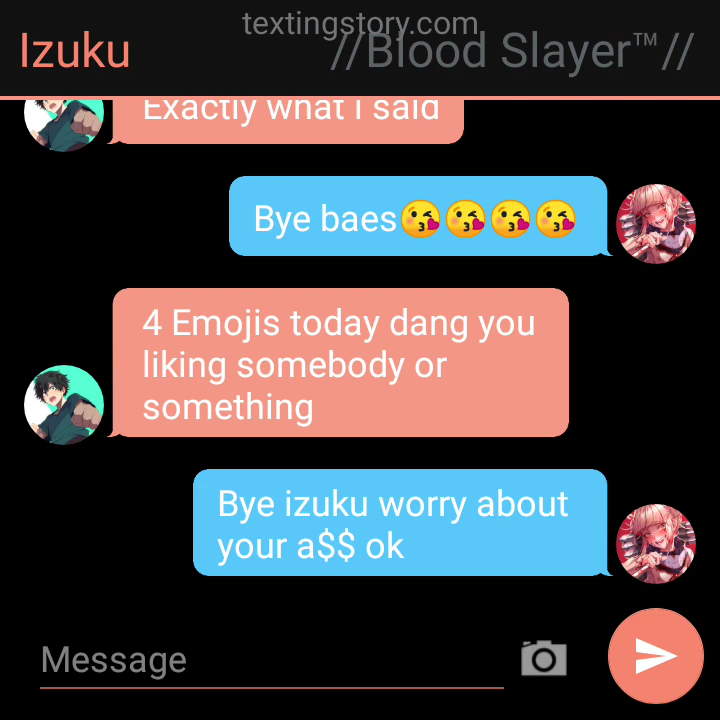 textingstory.com
Izuku
//Blood Slayer™//
Exactly what I said
Bye baes😘😘😘😘
4 Emojis today dang you
liking somebody or
something
Bye izuku worry about
your a$$ ok
Message